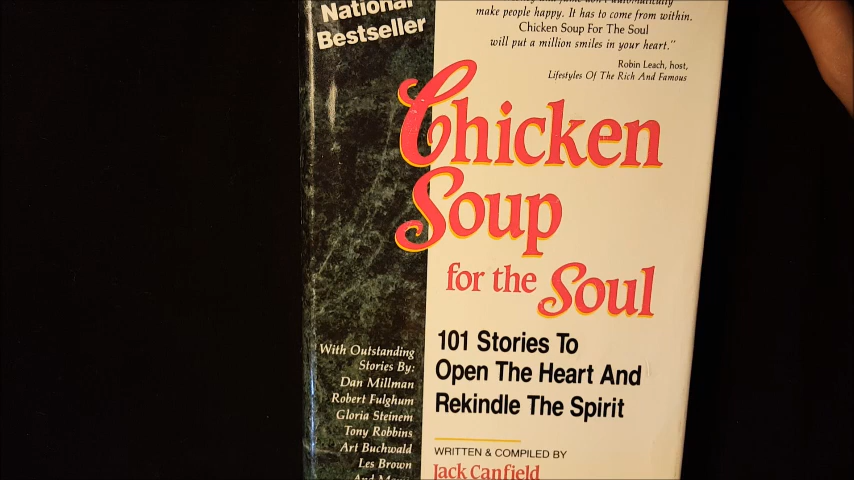 National
Bestseller
make people happy. It has to come from within.
Chicken Soup For The Soul
will put a million smiles in your heart."
Robin Leach, host,
Lifestyles Of The Rich And Famous
Chicken
Soup
for the Soul
101 Stories To
Open The Heart And
Rekindle The Spirit
With Outstanding
Stories By:
Dan Millman
Robert Fulghum
Gloria Steinem
Tony Robbins
Art Buchwald
Les Brown
WRITTEN & COMPILED BY
Jack Canfield